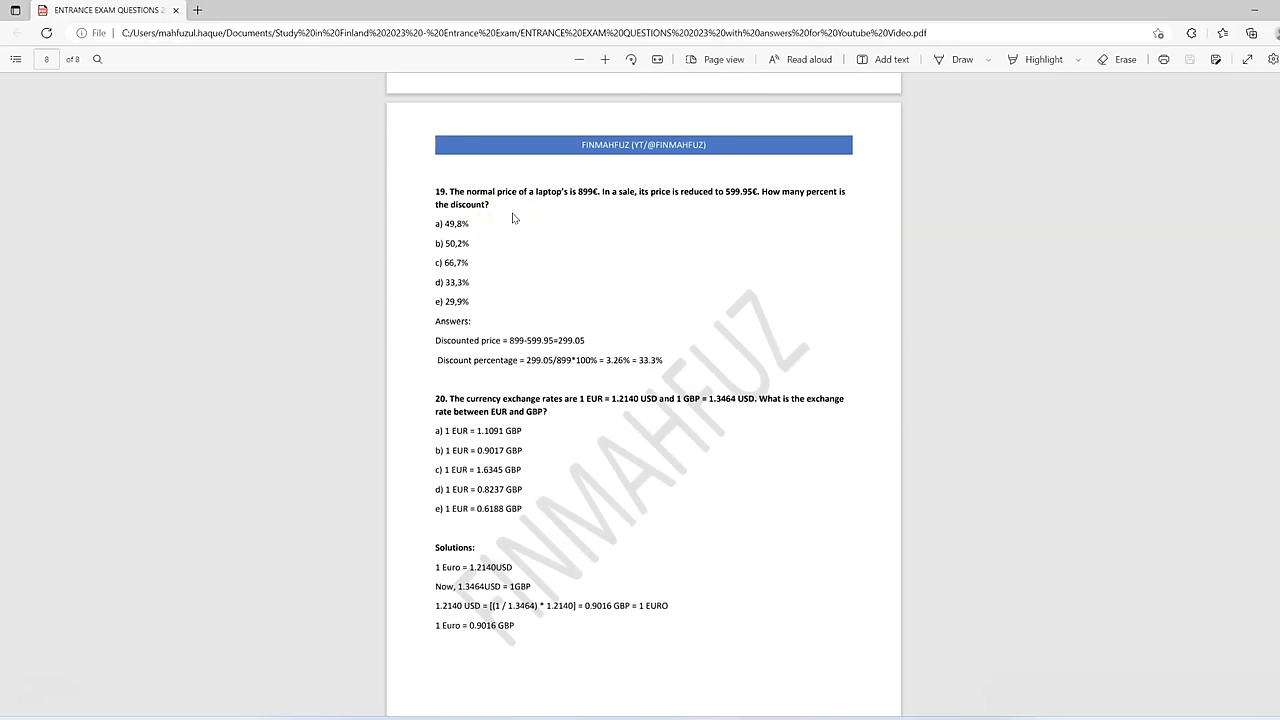 ENTRANCE EXAM QUESTIONS 2
File
C:/Users/mahfuzul.haque/Documents/Study%20in%20Finland%202023%20-%20Entrance%20Exam/ENTRANCE%20EXAM%20QUESTIONS%202023%20with%20answers%20for%20Youtube%20Video.pdf
8 of 8
Page view
Read aloud
Add text
Draw
Highlight
Erase
FINMAHFUZ (YT/@FINMAHFUZ)
19. The normal price of a laptop's is 899€. In a sale, its price is reduced to 599.95€. How many percent is
the discount?
a) 49,8%
b) 50,2%
c) 66,7%
d) 33,3%
e) 29,9%
Answers:
Discounted price = 899-599.95=299.05
Discount percentage = 299.05/899*100% = 3.26% = 33.3%
20. The currency exchange rates are 1 EUR = 1.2140 USD and 1 GBP = 1.3464 USD. What is the exchange
rate between EUR and GBP?
a) 1 EUR = 1.1091 GBP
b) 1 EUR = 0.9017 GBP
c) 1 EUR = 1.6345 GBP
d) 1 EUR = 0.8237 GBP
e) 1 EUR = 0.6188 GBP
Solutions:
1 Euro = 1.2140USD
Now, 1.3464USD = 1GBP
1.2140 USD = [(1 / 1.3464) * 1.2140] = 0.9016 GBP = 1 EURO
1 Euro = 0.9016 GBP
FINMAHFUZ